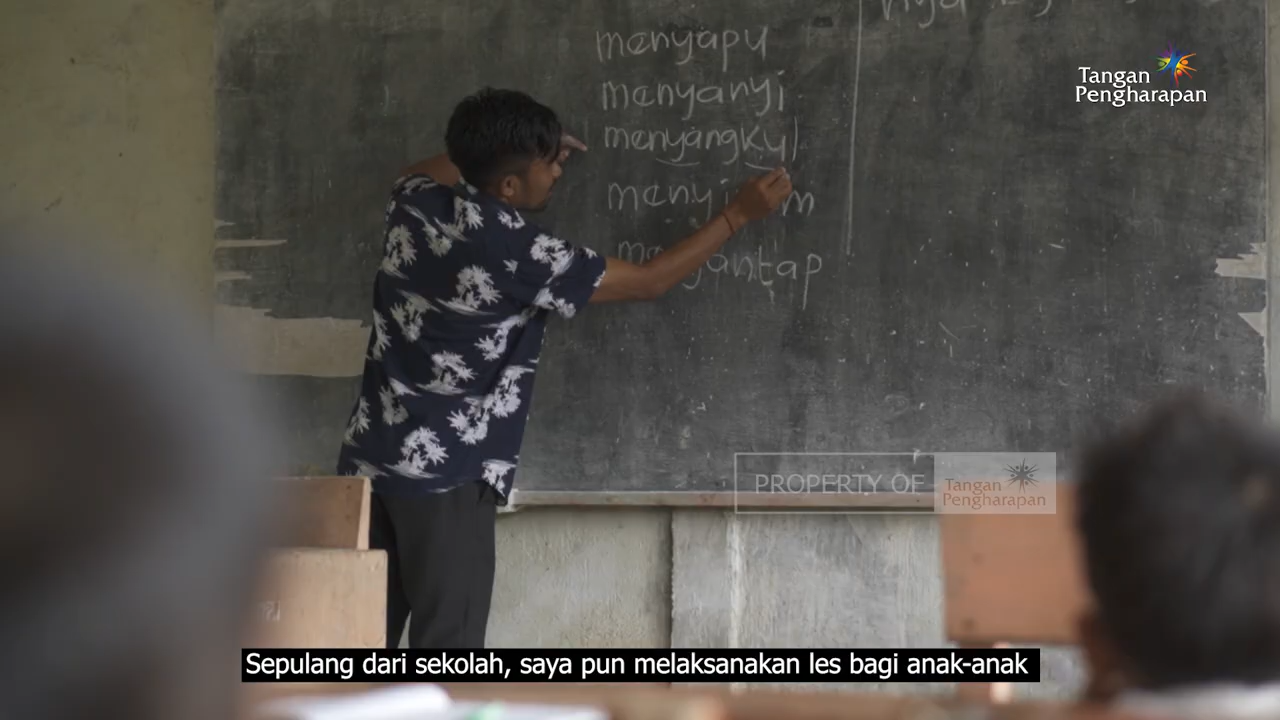 menyapu
menyanyi
menyangkul
Tangan
Pengharapan
PROPERTY OF
Tangan
Pengharapan
Sepulang dari sekolah, saya pun melaksanakan les bagi anak-anak